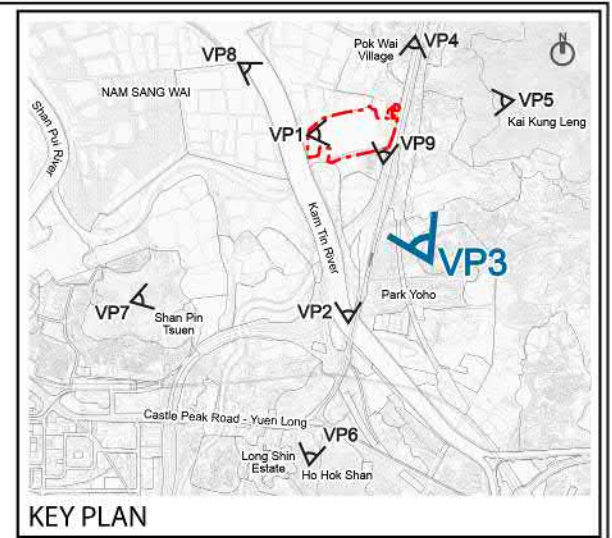 N
Pok Wai
Village
VP4
VP8
NAM SANG WAI
VP5
Kai Kung Leng
Shan Pui River
VP1
VP9
Kam Tin River
VP3
Park Yoho
VP7
Shan Pin
Tsuen
VP2
Castle Peak Road - Yuen Long
VP6
Long Shin
Estate
Ho Hok Shan
KEY PLAN